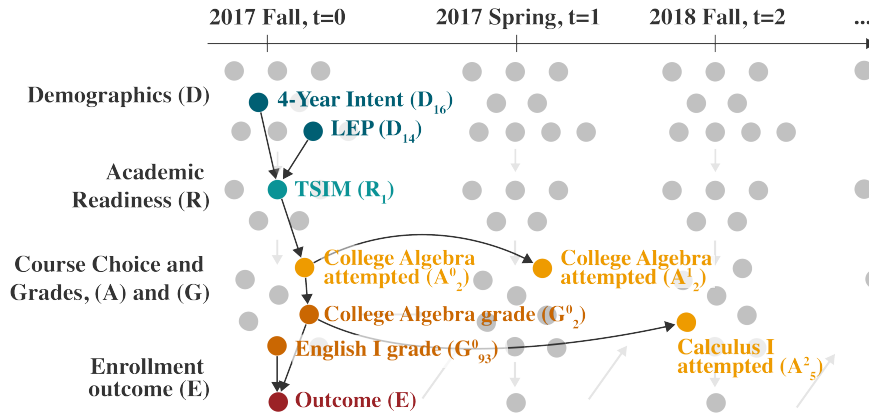 2017 Fall, t=0
2017 Spring, t=1
2018 Fall, t=2
...
Demographics (D)
4-Year Intent (D₁₆)
LEP (D₁₄)
Academic
Readiness (R)
TSIM (R₁)
Course Choice and
Grades, (A) and (G)
College Algebra
attempted (A⁰₂)
College Algebra
attempted (A¹₂)
College Algebra grade (G⁰₂)
English I grade (G⁰₉₃)
Calculus I
attempted (A²₅)
Enrollment
outcome (E)
Outcome (E)